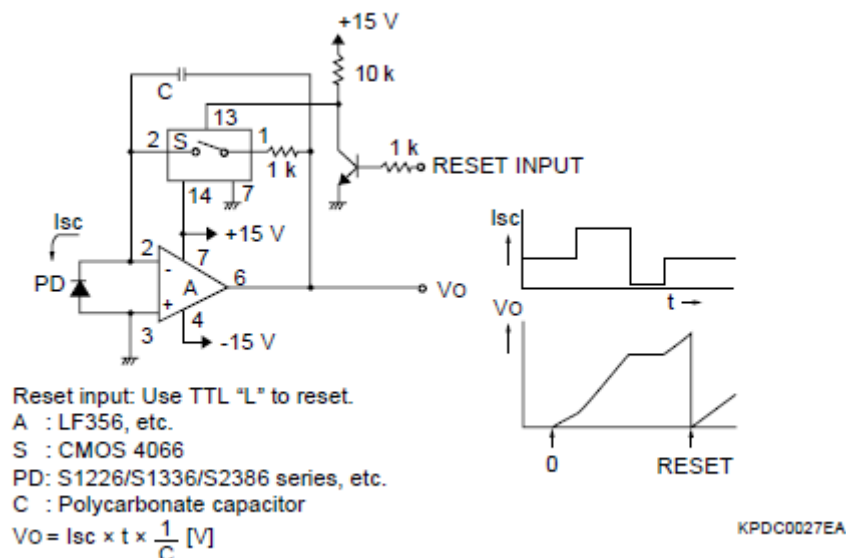 +15 V
10 k
C
13
2
S
1
1 k
1 k
RESET INPUT
14
7
Isc
+15 V
2
7
-
PD
A
6
Vo
+
3
4
-15 V
Isc
t
Vo
0
RESET
Reset input: Use TTL “L” to reset.
A : LF356, etc.
S : CMOS 4066
PD: S1226/S1336/S2386 series, etc.
C : Polycarbonate capacitor
Vo = Isc × t × 1/C [V]
KPDC0027EA